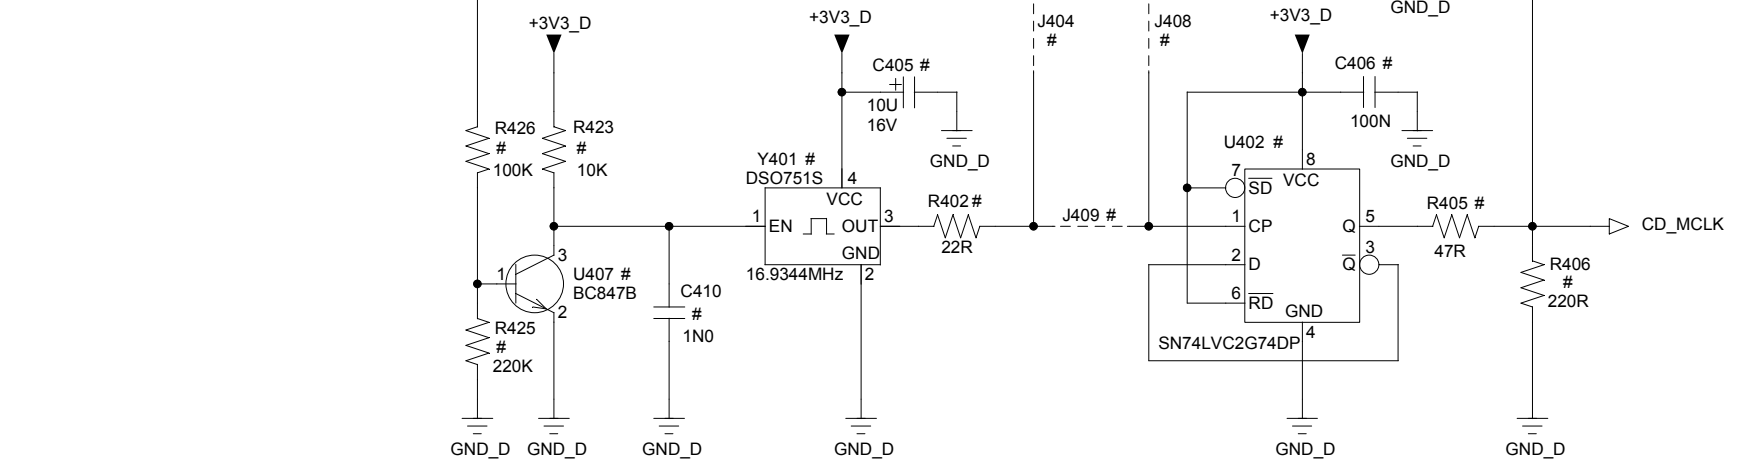 GND_D
+3V3_D
+3V3_D
J404
#
J408
#
+3V3_D
C405 #
+
10U
16V
GND_D
C406 #
100N
GND_D
R426
#
100K
R423
#
10K
Y401 #
DSO751S
4
VCC
1
EN
OUT
3
GND
2
16.9344MHz
R402 #
22R
J409 #
U402 #
8
VCC
7
SD
1
CP
Q
5
2
D
Q
3
6
RD
GND
4
SN74LVC2G74DP
R405 #
47R
CD_MCLK
R406
#
220R
3
1
U407 #
BC847B
2
C410
#
1N0
R425
#
220K
GND_D
GND_D
GND_D
GND_D
GND_D
GND_D